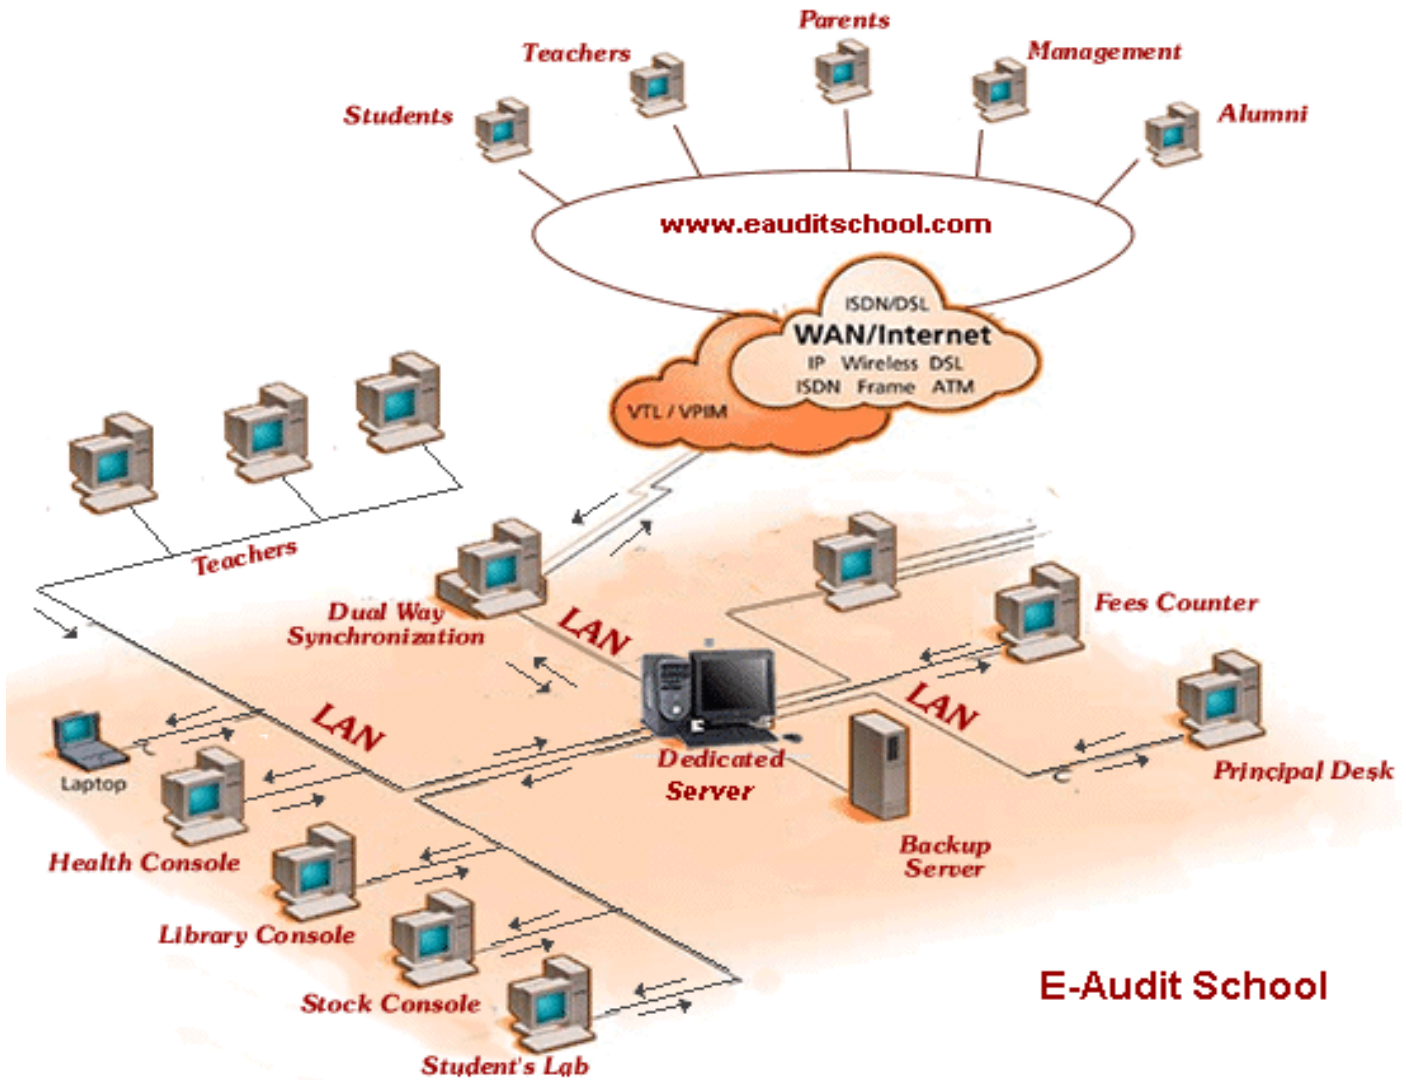 Parents
Teachers
Management
Students
Alumni
www.eauditschool.com
ISDN/DSL
WAN/Internet
IP Wireless DSL
ISDN Frame ATM
VTL / VPIM
Teachers
Dual Way
Synchronization
LAN
Fees Counter
LAN
LAN
Dedicated
Server
Principal Desk
Laptop
Backup
Server
Health Console
Library Console
Stock Console
E-Audit School
Student's Lab